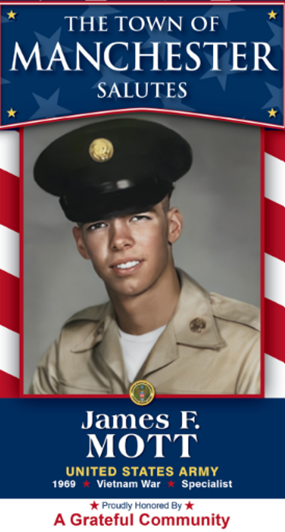 THE TOWN OF
MANCHESTER
SALUTES
James F.
MOTT
UNITED STATES ARMY
1969 ★ Vietnam War ★ Specialist
★ Proudly Honored By ★
A Grateful Community